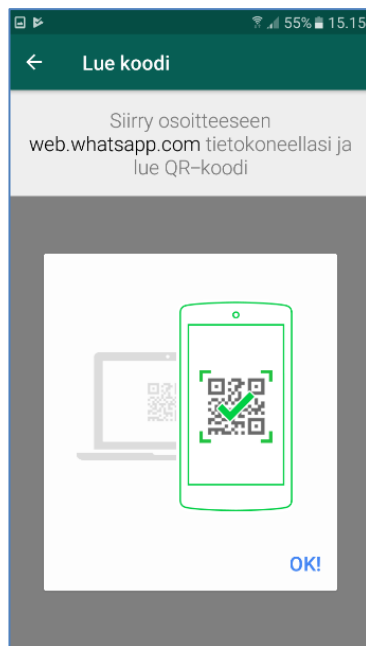 55% 15.15
Lue koodi
Siirry osoitteeseen
web.whatsapp.com tietokoneellasi ja
lue QR-koodi
OK!